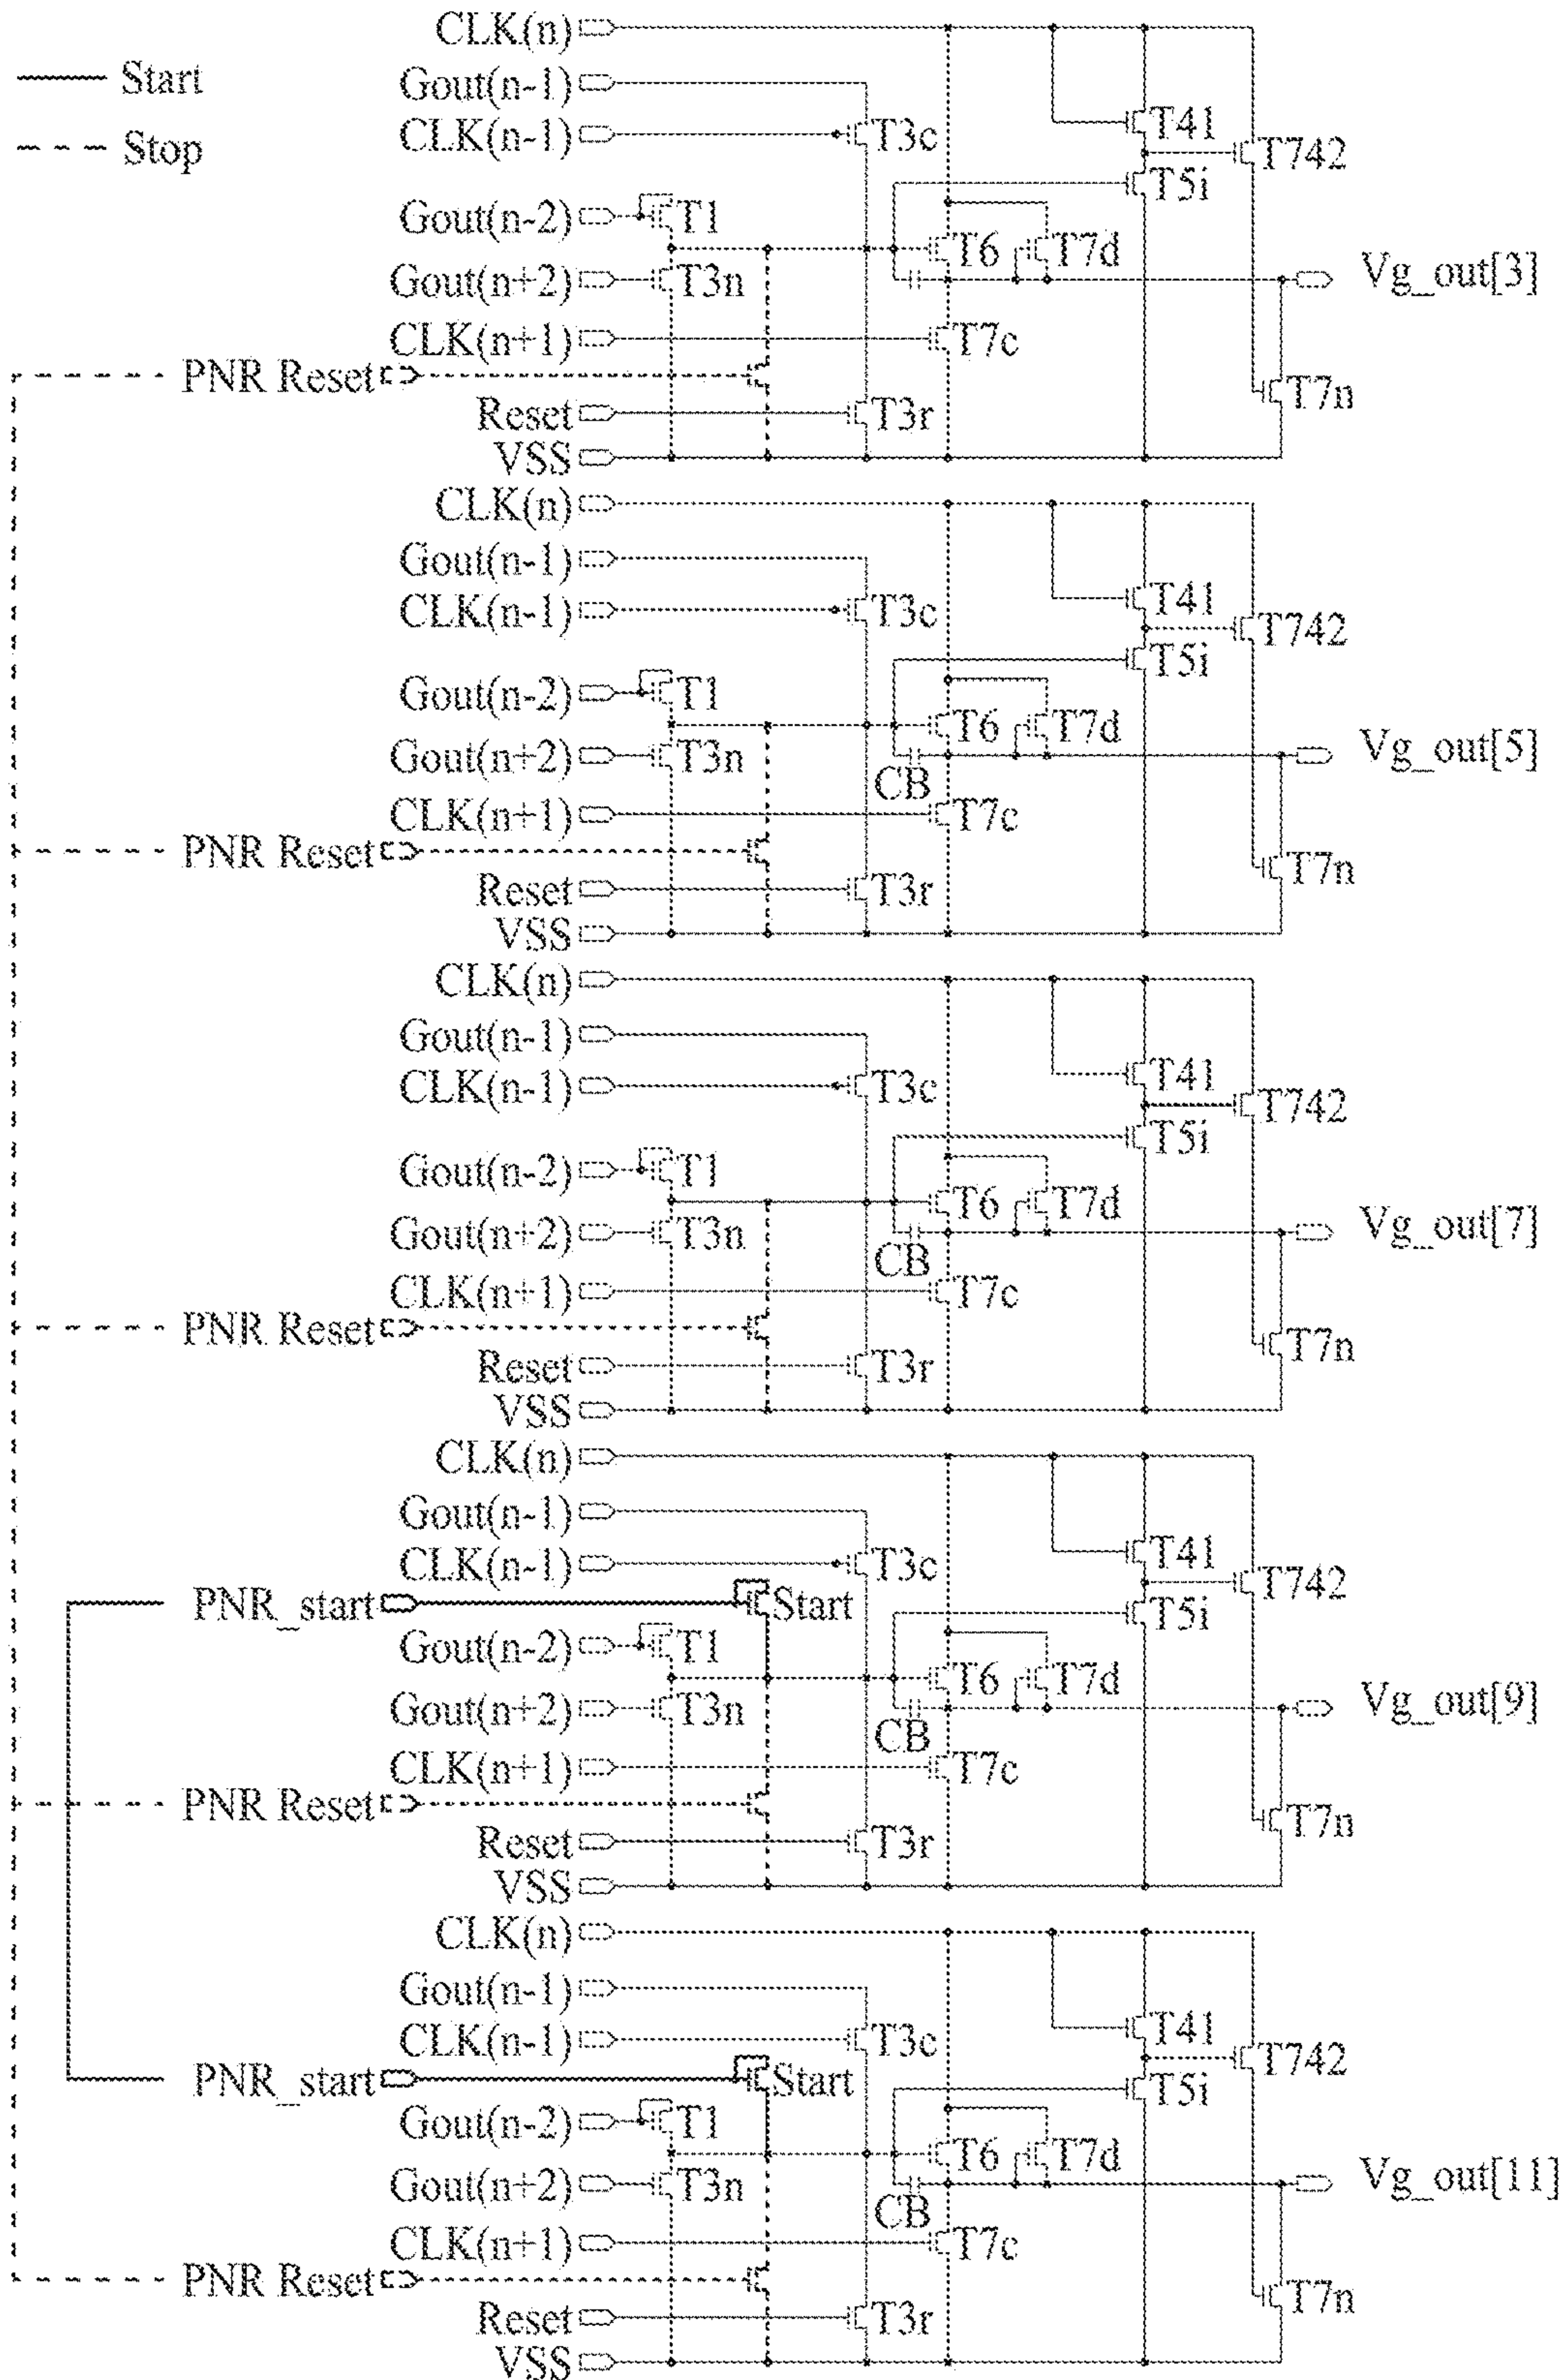 Start
Stop
CLK(n)
Gout(n-1)
CLK(n-1)
T3c
T41
T742
T5i
Gout(n-2)
T1
T6
T7d
Gout(n+2)
T3n
Vg_out[3]
CLK(n+1)
T7c
PNR Reset
T7n
Reset
T3r
VSS
CLK(n)
Gout(n-1)
CLK(n-1)
T3c
T41
T742
T5i
Gout(n-2)
T1
T6
T7d
Gout(n+2)
T3n
CB
Vg_out[5]
CLK(n+1)
T7c
PNR Reset
T7n
Reset
T3r
VSS
CLK(n)
Gout(n-1)
CLK(n-1)
T3c
T41
T742
T5i
Gout(n-2)
T1
T6
T7d
Gout(n+2)
T3n
CB
Vg_out[7]
CLK(n+1)
T7c
PNR Reset
T7n
Reset
T3r
VSS
CLK(n)
Gout(n-1)
CLK(n-1)
T3c
T41
T742
PNR_start
Start
T5i
Gout(n-2)
T1
T6
T7d
Gout(n+2)
T3n
CB
Vg_out[9]
CLK(n+1)
T7c
PNR Reset
T7n
Reset
T3r
VSS
CLK(n)
Gout(n-1)
CLK(n-1)
T3c
T41
T742
PNR_start
Start
T5i
Gout(n-2)
T1
T6
T7d
Gout(n+2)
T3n
CB
Vg_out[11]
CLK(n+1)
T7c
PNR Reset
T7n
Reset
T3r
VSS